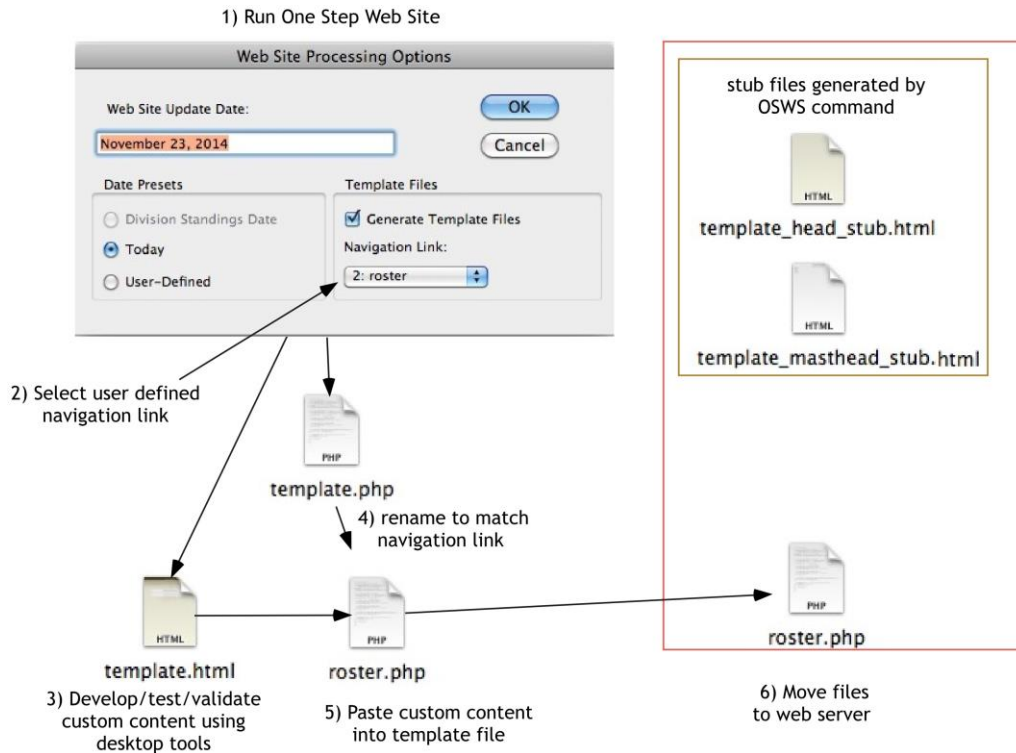 1) Run One Step Web Site
Web Site Processing Options
Web Site Update Date:
November 23, 2014
OK
Cancel
Date Presets
Division Standings Date
Today
User-Defined
Template Files
Generate Template Files
Navigation Link:
2: roster
stub files generated by
OSWS command
HTML
template_head_stub.html
HTML
template_masthead_stub.html
2) Select user defined
navigation link
PHP
template.php
4) rename to match
navigation link
HTML
template.html
3) Develop/test/validate
custom content using
desktop tools
PHP
roster.php
5) Paste custom content
into template file
PHP
roster.php
6) Move files
to web server